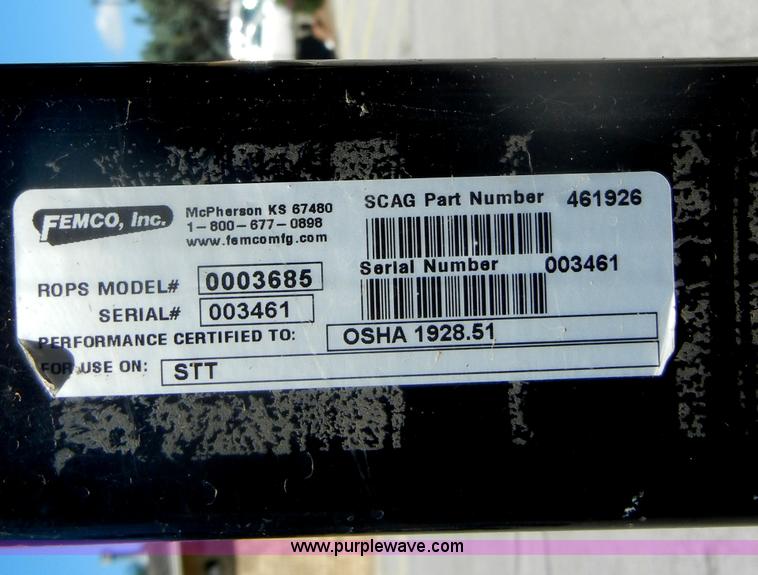 FEMCO, Inc.
McPherson KS 67460
1-800-677-0898
www.femcomfg.com
SCAG Part Number 461926
Serial Number 003461
ROPS MODEL# 0003685
SERIAL# 003461
PERFORMANCE CERTIFIED TO: OSHA 1928.51
FOR USE ON: STT
www.purplewave.com